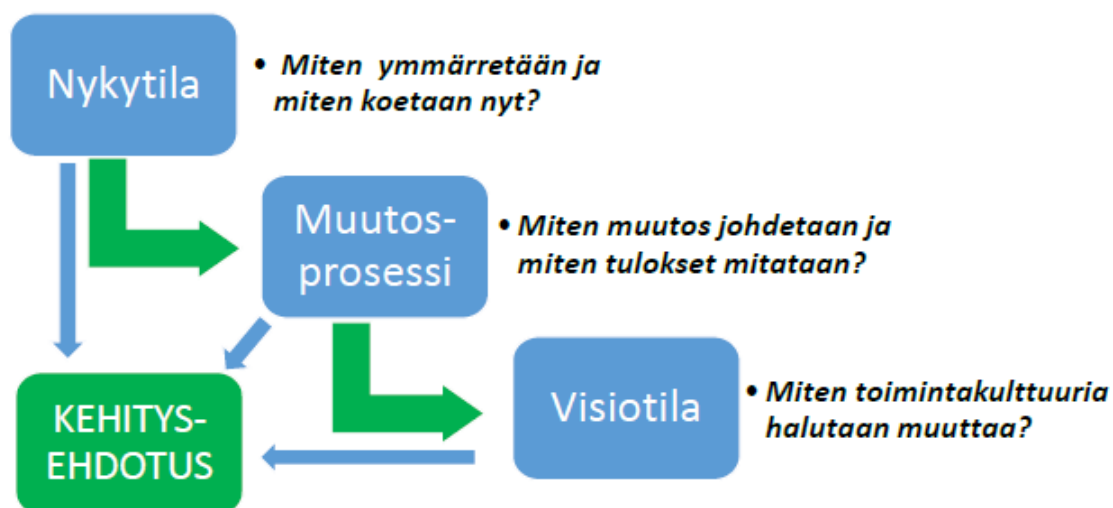 Nykytila
• Miten ymmärretään ja
miten koetaan nyt?
Muutos-
prosessi
• Miten muutos johdetaan ja
miten tulokset mitataan?
Visiotila
• Miten toimintakulttuuria
halutaan muuttaa?
KEHITYS-
EHDOTUS